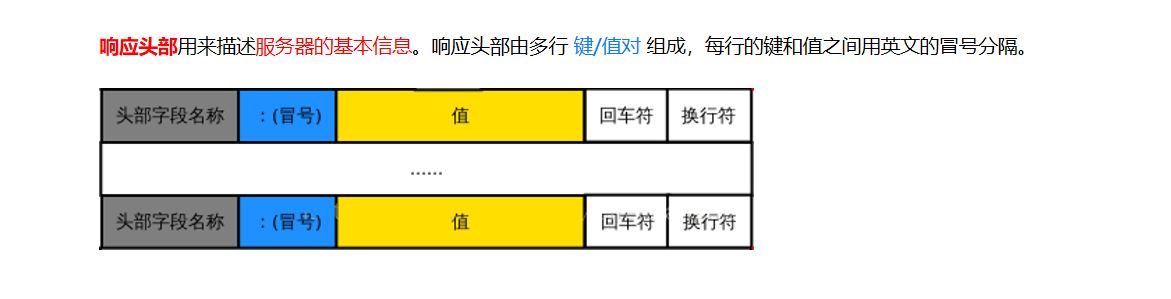 响应头部用来描述服务器的基本信息。响应头部由多行 键/值对 组成，每行的键和值之间用英文的冒号分隔。
头部字段名称 ：(冒号) 值 回车符 换行符
......
头部字段名称 ：(冒号) 值 回车符 换行符